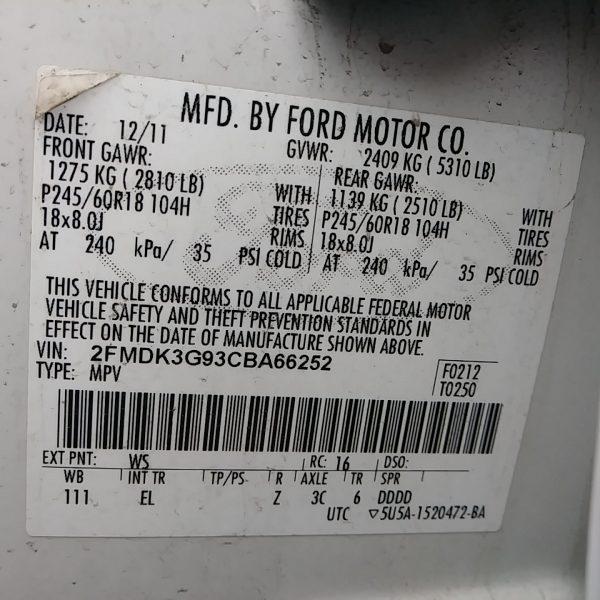 MFD. BY FORD MOTOR CO.
DATE: 12/11
GVWR: 2409 KG ( 5310 LB)
FRONT GAWR:
1275 KG ( 2810 LB)
P245/60R18 104H
18x8.0J
WITH
TIRES
RIMS
AT 240 kPa/ 35 PSI COLD
REAR GAWR:
1139 KG ( 2510 LB)
P245/60R18 104H
18x8.0J
WITH
TIRES
RIMS
AT 240 kPa/ 35 PSI COLD
THIS VEHICLE CONFORMS TO ALL APPLICABLE FEDERAL MOTOR
VEHICLE SAFETY AND THEFT PREVENTION STANDARDS IN
EFFECT ON THE DATE OF MANUFACTURE SHOWN ABOVE.
VIN: 2FMDK3G93CBA66252
TYPE: MPV
F0212
T0250
EXT PNT: WS RC: 16 DSO:
WB INT TR TP/PS R AXLE TR SPR
111 EL Z 3C 6 DDDD
UTC ▽5U5A-1520472-BA